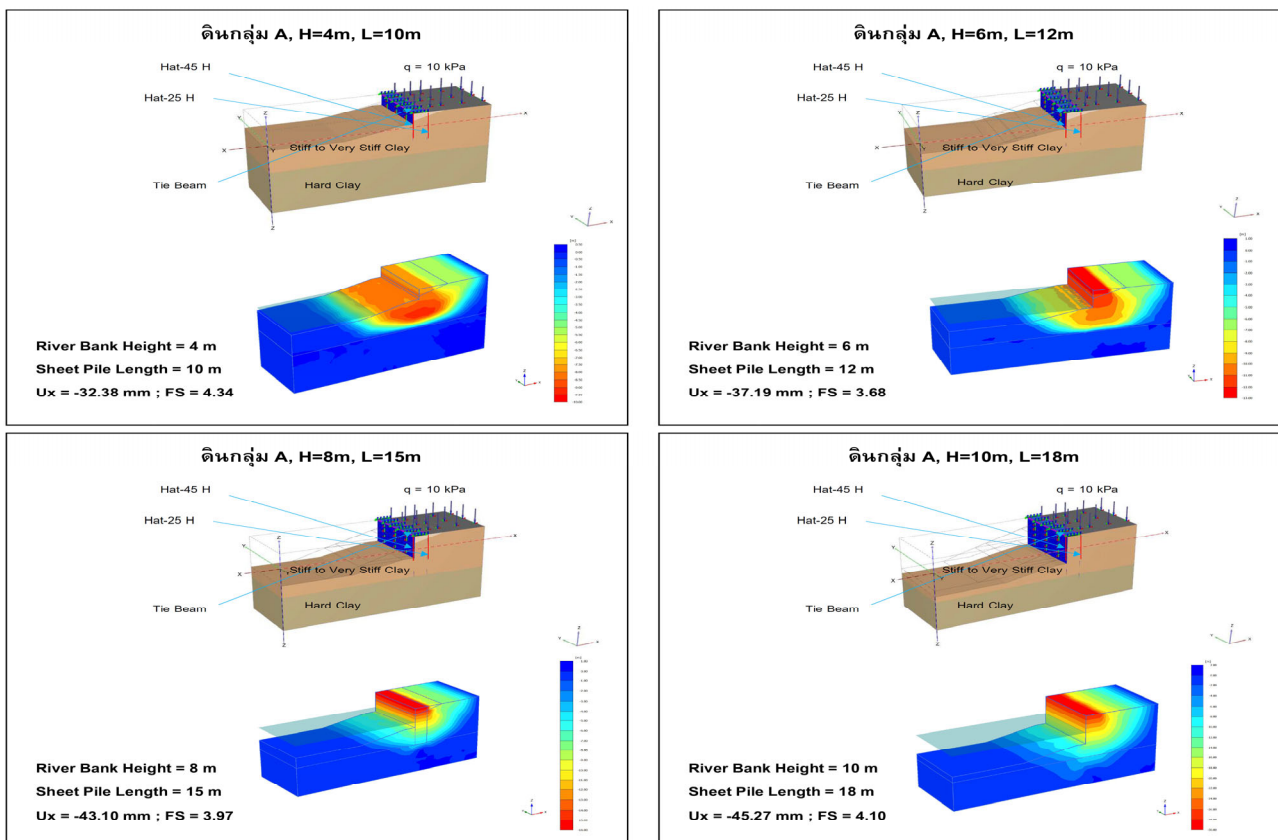 ดินกลุ่ม A, H=4m, L=10m
Hat-45 H
q = 10 kPa
Hat-25 H
Stiff to Very Stiff Clay
Tie Beam
Hard Clay
River Bank Height = 4 m
Sheet Pile Length = 10 m
Ux = -32.38 mm ; FS = 4.34
ดินกลุ่ม A, H=6m, L=12m
Hat-45 H
q = 10 kPa
Hat-25 H
Stiff to Very Stiff Clay
Tie Beam
Hard Clay
River Bank Height = 6 m
Sheet Pile Length = 12 m
Ux = -37.19 mm ; FS = 3.68
ดินกลุ่ม A, H=8m, L=15m
Hat-45 H
q = 10 kPa
Hat-25 H
Stiff to Very Stiff Clay
Tie Beam
Hard Clay
River Bank Height = 8 m
Sheet Pile Length = 15 m
Ux = -43.10 mm ; FS = 3.97
ดินกลุ่ม A, H=10m, L=18m
Hat-45 H
q = 10 kPa
Hat-25 H
Stiff to Very Stiff Clay
Tie Beam
Hard Clay
River Bank Height = 10 m
Sheet Pile Length = 18 m
Ux = -45.27 mm ; FS = 4.10